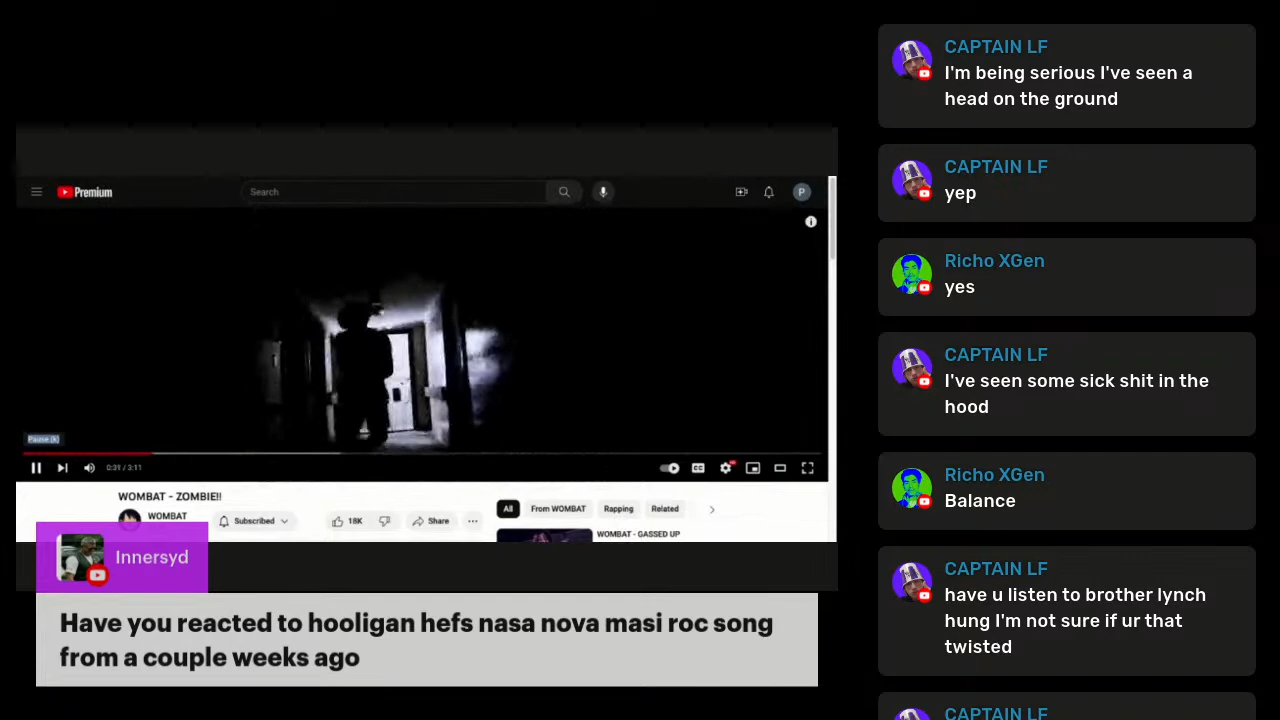 Premium
Search
P
Pause (k)
0:31 / 3:11
WOMBAT - ZOMBIE!!
WOMBAT
Subscribed
18K
Share
All
From WOMBAT
Rapping
Related
WOMBAT - GASSED UP
Innersyd
Have you reacted to hooligan hefs nasa nova masi roc song
from a couple weeks ago
CAPTAIN LF
I'm being serious I've seen a
head on the ground
CAPTAIN LF
yep
Richo XGen
yes
CAPTAIN LF
I've seen some sick shit in the
hood
Richo XGen
Balance
CAPTAIN LF
have u listen to brother lynch
hung I'm not sure if ur that
twisted
CAPTAIN LF